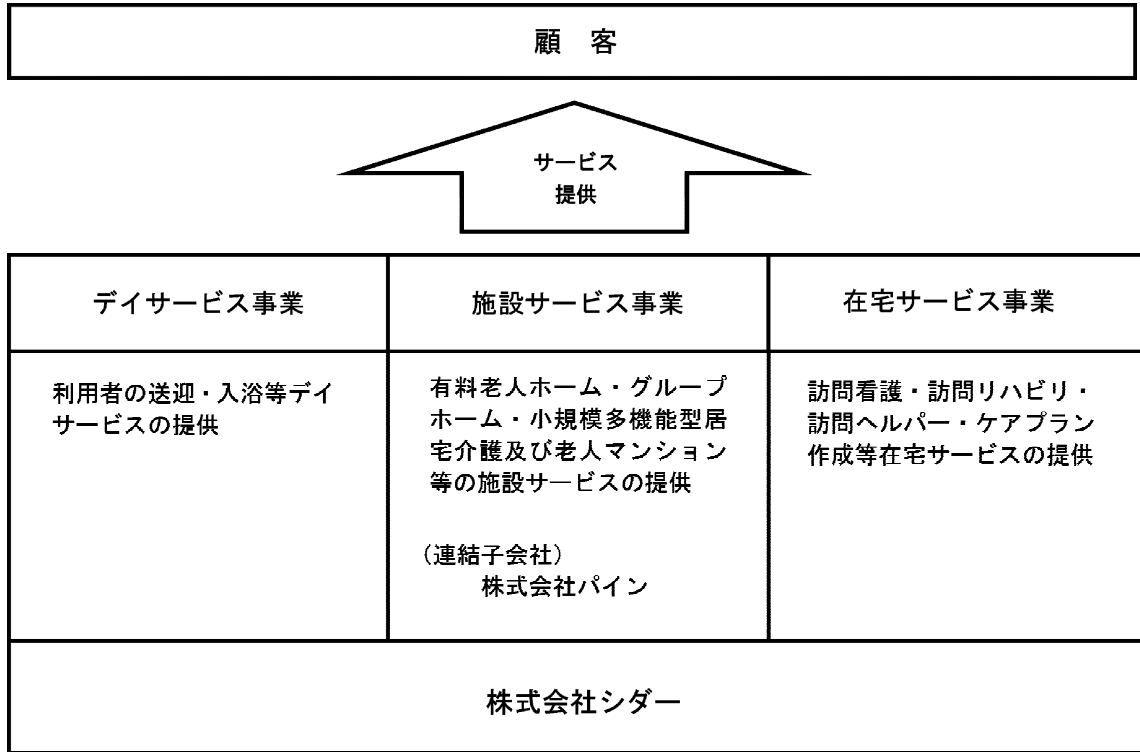 顧　客
サービス
提供
デイサービス事業
施設サービス事業
在宅サービス事業
利用者の送迎・入浴等デイ
サービスの提供
有料老人ホーム・グループ
ホーム・小規模多機能型居
宅介護及び老人マンション
等の施設サービスの提供
（連結子会社）
株式会社パイン
訪問看護・訪問リハビリ・
訪問ヘルパー・ケアプラン
作成等在宅サービスの提供
株式会社シダー